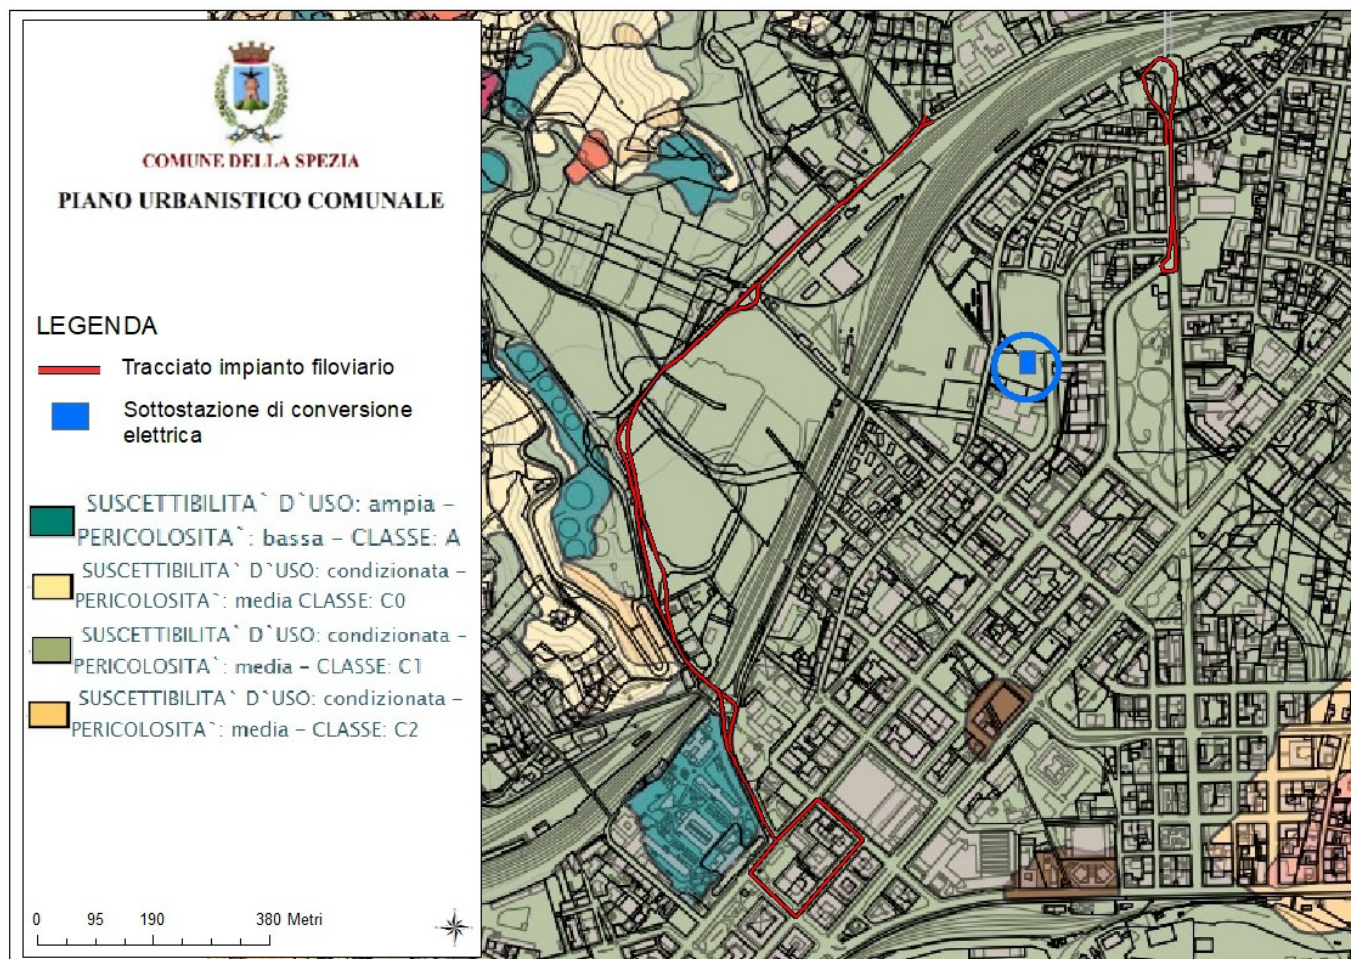 COMUNE DELLA SPEZIA
PIANO URBANISTICO COMUNALE
LEGENDA
Tracciato impianto filoviario
Sottostazione di conversione
elettrica
SUSCETTIBILITA` D`USO: ampia –
PERICOLOSITA`: bassa – CLASSE: A
SUSCETTIBILITA` D`USO: condizionata –
PERICOLOSITA`: media CLASSE: C0
SUSCETTIBILITA` D`USO: condizionata –
PERICOLOSITA`: media – CLASSE: C1
SUSCETTIBILITA` D`USO: condizionata –
PERICOLOSITA`: media – CLASSE: C2
0 95 190 380 Metri